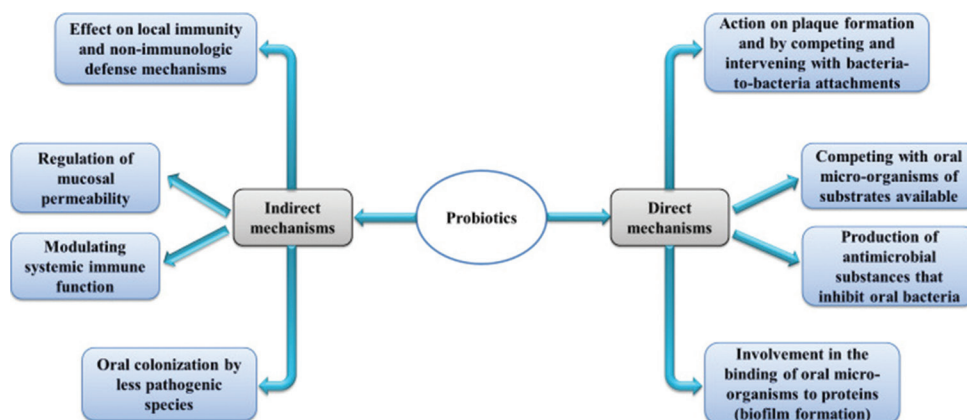 Effect on local immunity
and non-immunologic
defense mechanisms
Regulation of
mucosal
permeability
Modulating
systemic immune
function
Oral colonization by
less pathogenic
species
Indirect
mechanisms
Probiotics
Direct
mechanisms
Action on plaque formation
and by competing and
intervening with bacteria-
to-bacteria attachments
Competing with oral
micro-organisms of
substrates available
Production of
antimicrobial
substances that
inhibit oral bacteria
Involvement in the
binding of oral micro-
organisms to proteins
(biofilm formation)